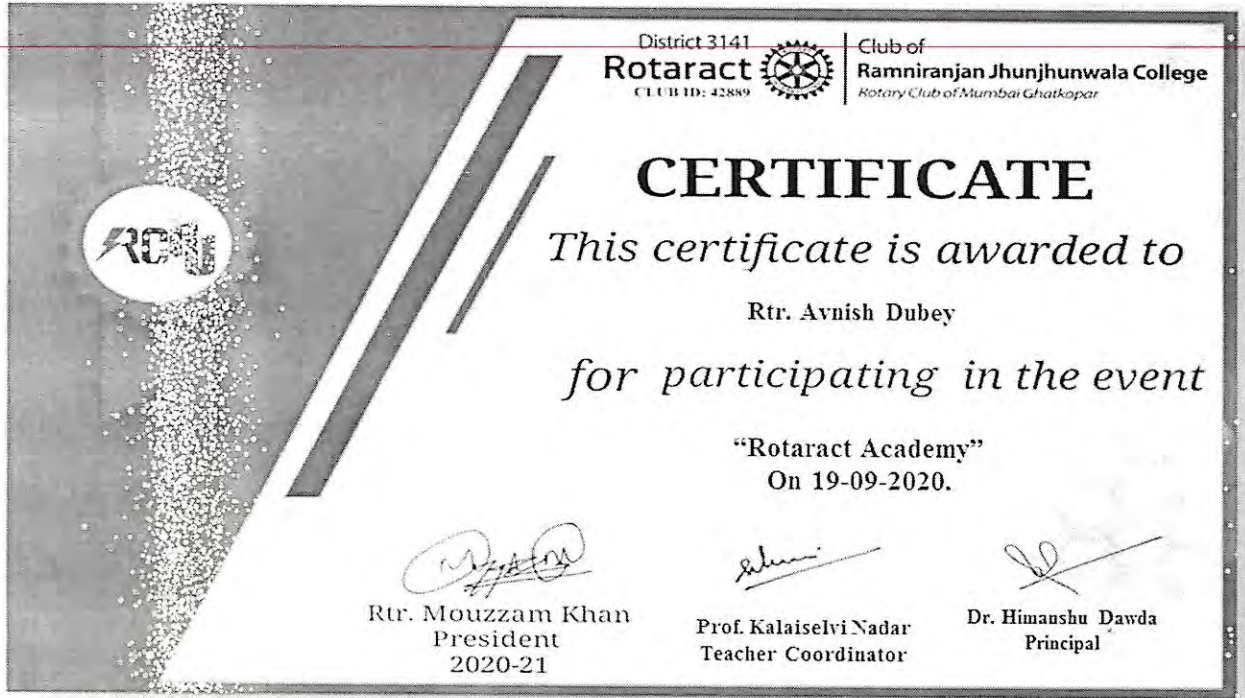 District 3141
Rotaract
CLUB ID: 42889
Club of
Ramniranjan Jhunjhunwala College
Rotary Club of Mumbai Ghatkopar
CERTIFICATE
This certificate is awarded to
Rtr. Avnish Dubey
for participating in the event
“Rotaract Academy”
On 19-09-2020.
Rtr. Mouzzam Khan
President
2020-21
Prof. Kalaiselvi Nadar
Teacher Coordinator
Dr. Himanshu Dawda
Principal